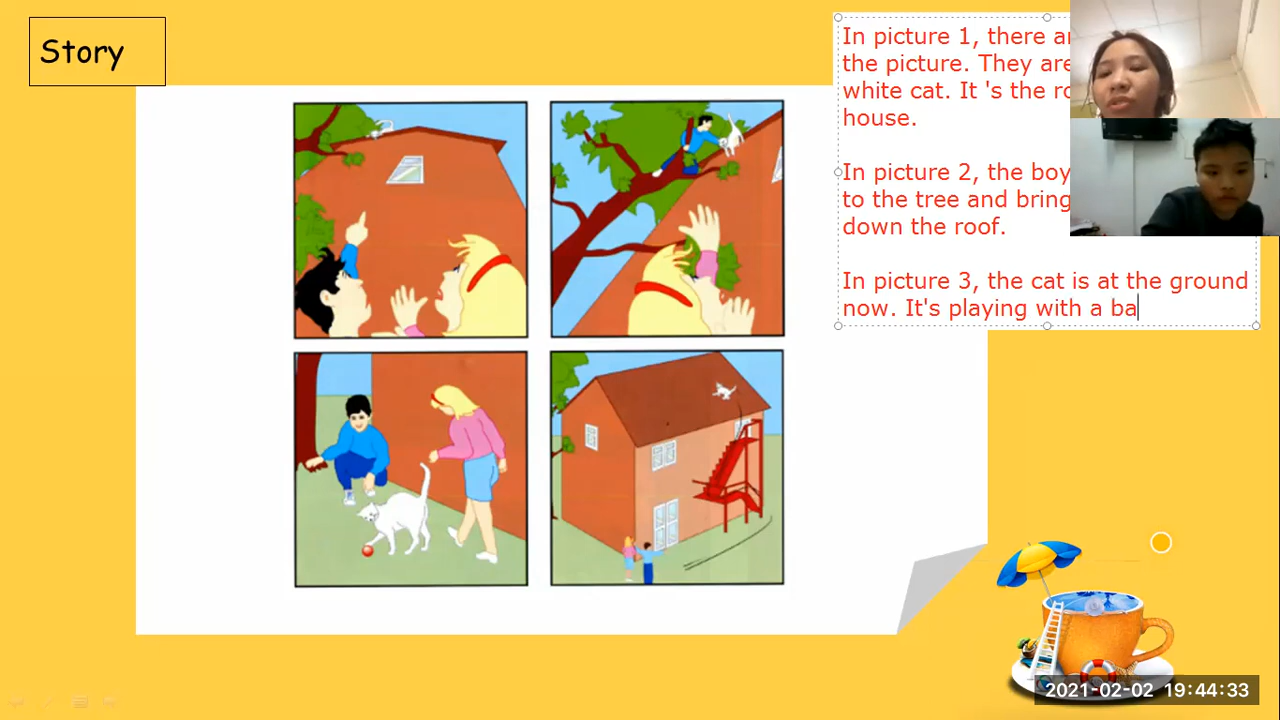 Story
In picture 1, there
the picture. They are
white cat. It 's the
house.
In picture 2, the boy
to the tree and bring
down the roof.
In picture 3, the cat is at the ground
now. It's playing with a ba
2021-02-02 19:44:33